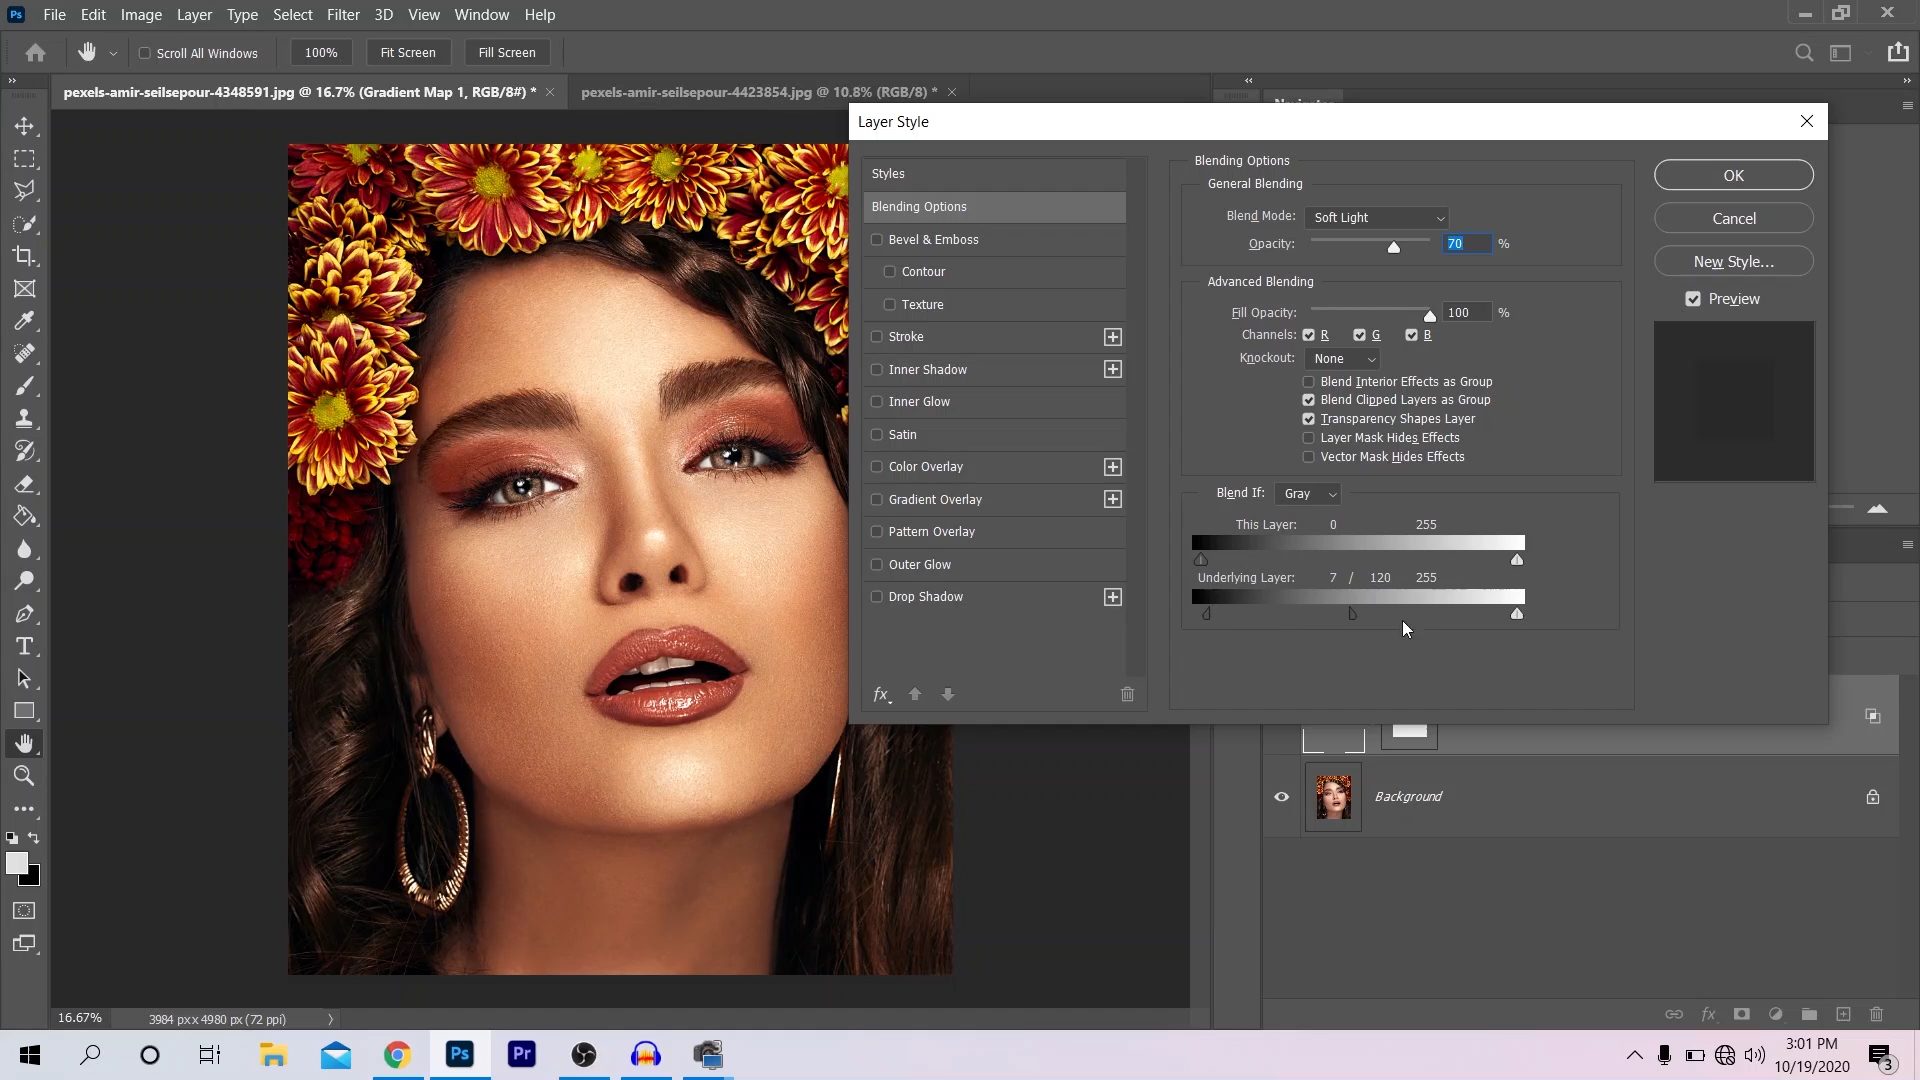 Ps File Edit Image Layer Type Select Filter 3D View Window Help
Scroll All Windows 100% Fit Screen Fill Screen
pexels-amir-seilsepour-4348591.jpg @ 16.7% (Gradient Map 1, RGB/8#) * pexels-amir-seilsepour-4423854.jpg @ 10.8% (RGB/8) *
Layer Style
Styles
Blending Options
Bevel & Emboss
Contour
Texture
Stroke
Inner Shadow
Inner Glow
Satin
Color Overlay
Gradient Overlay
Pattern Overlay
Outer Glow
Drop Shadow
fx
Blending Options
General Blending
Blend Mode: Soft Light
Opacity: 70 %
Advanced Blending
Fill Opacity: 100 %
Channels: R G B
Knockout: None
Blend Interior Effects as Group
Blend Clipped Layers as Group
Transparency Shapes Layer
Layer Mask Hides Effects
Vector Mask Hides Effects
Blend If: Gray
This Layer: 0 255
Underlying Layer: 7 / 120 255
OK
Cancel
New Style...
Preview
Background
fx
16.67% 3984 px x 4980 px (72 ppi)
Ps Pr
3:01 PM
10/19/2020
3